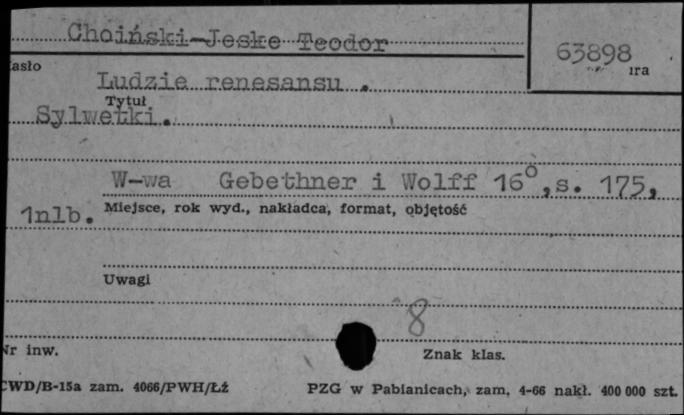 Choiński-Jeske Teodor
63898
asło
ıra
Ludzie renesansu .
Tytuł
Sylwetki.
W-wa Gebethner i Wolff 16°,s. 175,
1nlb. Miejsce, rok wyd., nakładca, format, objętość
Uwagi
8
Nr inw.
Znak klas.
CWD/B-15a zam. 4066/PWH/Łź PZG w Pabianicach, zam. 4-66 nakł. 400 000 szt.